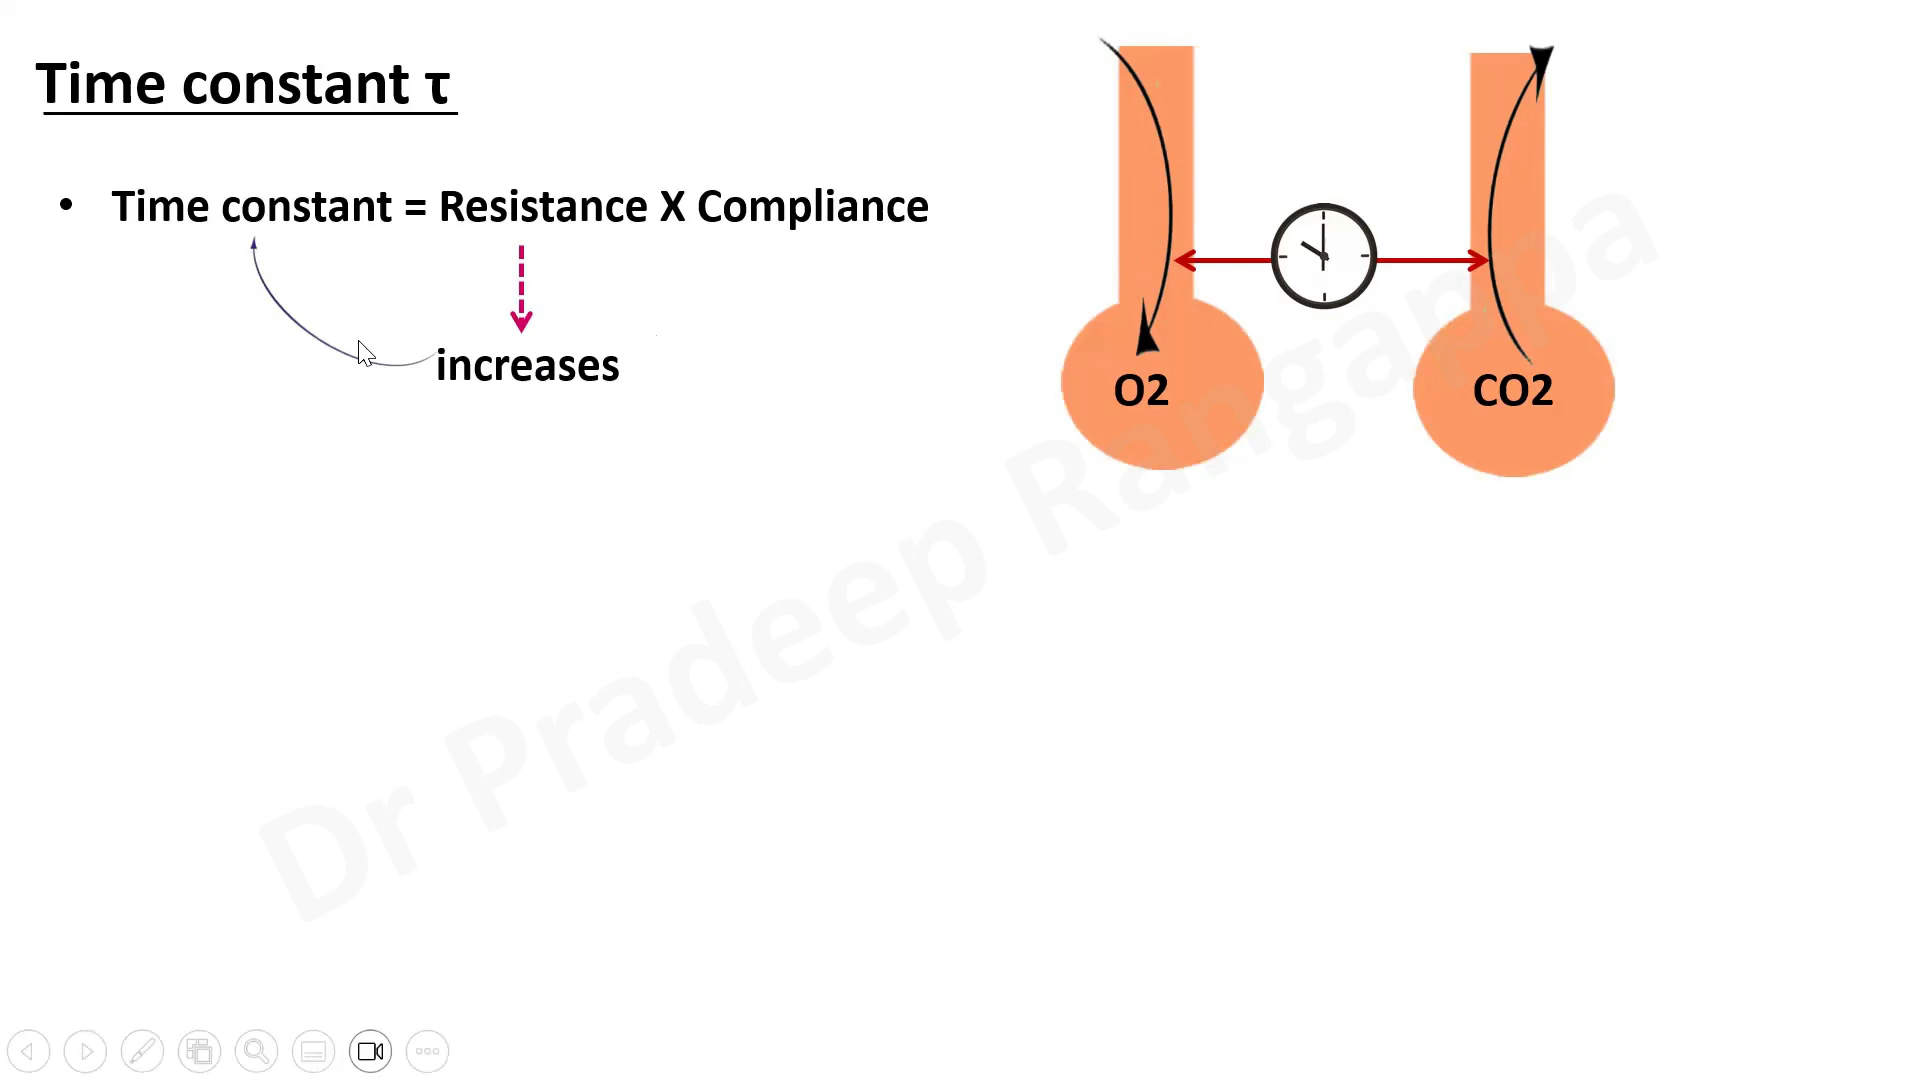 Time constant τ
• Time constant = Resistance X Compliance
increases
O2
CO2
Dr Pradeep Rangappa